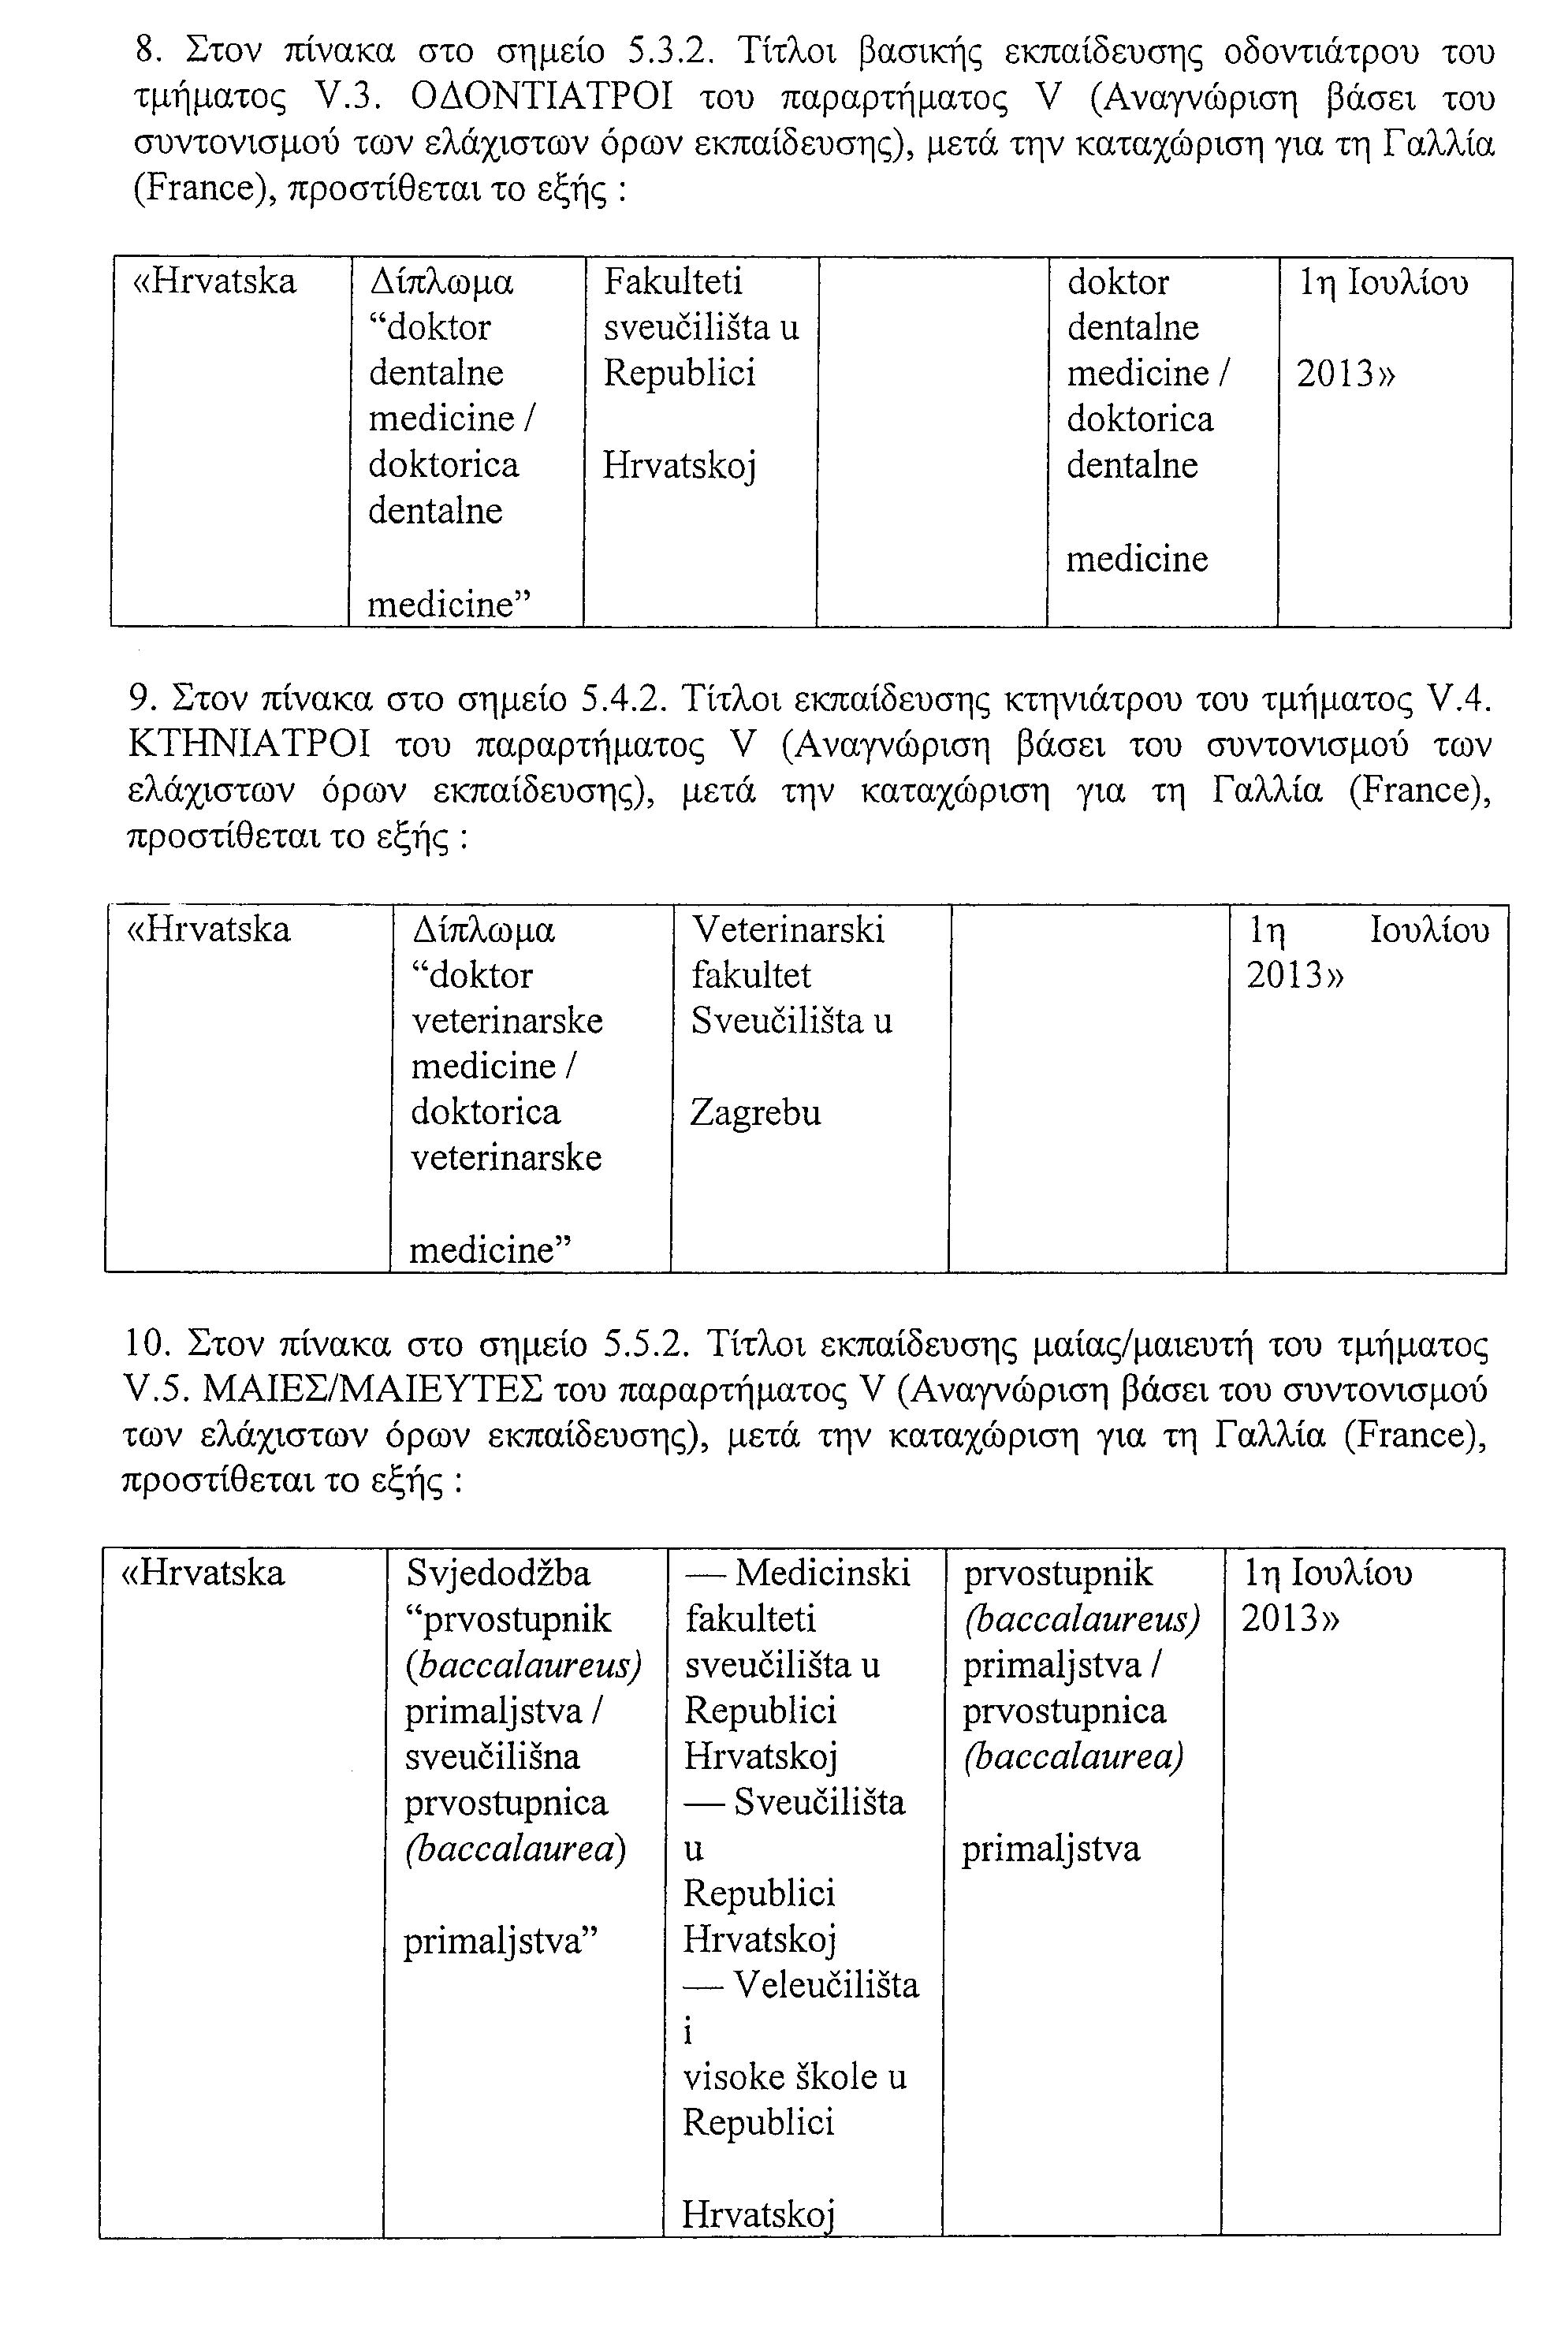 8. Στον πίνακα στο σημείο 5.3.2. Τίτλοι βασικής εκπαίδευσης οδοντιάτρου του
τμήματος V.3. ΟΔΟΝΤΙΑΤΡΟΙ του παραρτήματος V (Αναγνώριση βάσει του
συντονισμού των ελάχιστων όρων εκπαίδευσης), μετά την καταχώριση για τη Γαλλία
(France), προστίθεται το εξής :
«Hrvatska
Δίπλωμα
“doktor
dentalne
medicine /
doktorica
dentalne
medicine”
Fakulteti
sveučilišta u
Republici
Hrvatskoj
doktor
dentalne
medicine /
doktorica
dentalne
medicine
1η Ιουλίου
2013»
9. Στον πίνακα στο σημείο 5.4.2. Τίτλοι εκπαίδευσης κτηνιάτρου του τμήματος V.4.
ΚΤΗΝΙΑΤΡΟΙ του παραρτήματος V (Αναγνώριση βάσει του συντονισμού των
ελάχιστων όρων εκπαίδευσης), μετά την καταχώριση για τη Γαλλία (France),
προστίθεται το εξής :
«Hrvatska
Δίπλωμα
“doktor
veterinarske
medicine /
doktorica
veterinarske
medicine”
Veterinarski
fakultet
Sveučilišta u
Zagrebu
1η Ιουλίου
2013»
10. Στον πίνακα στο σημείο 5.5.2. Τίτλοι εκπαίδευσης μαίας/μαιευτή του τμήματος
V.5. ΜΑΙΕΣ/ΜΑΙΕΥΤΕΣ του παραρτήματος V (Αναγνώριση βάσει του συντονισμού
των ελάχιστων όρων εκπαίδευσης), μετά την καταχώριση για τη Γαλλία (France),
προστίθεται το εξής :
«Hrvatska
Svjedodžba
“prvostupnik
(baccalaureus)
primaljstva /
sveučilišna
prvostupnica
(baccalaurea)
primaljstva”
— Medicinski
fakulteti
sveučilišta u
Republici
Hrvatskoj
— Sveučilišta
u
Republici
Hrvatskoj
— Veleučilišta
i
visoke škole u
Republici
Hrvatskoj
prvostupnik
(baccalaureus)
primaljstva /
prvostupnica
(baccalaurea)
primaljstva
1η Ιουλίου
2013»